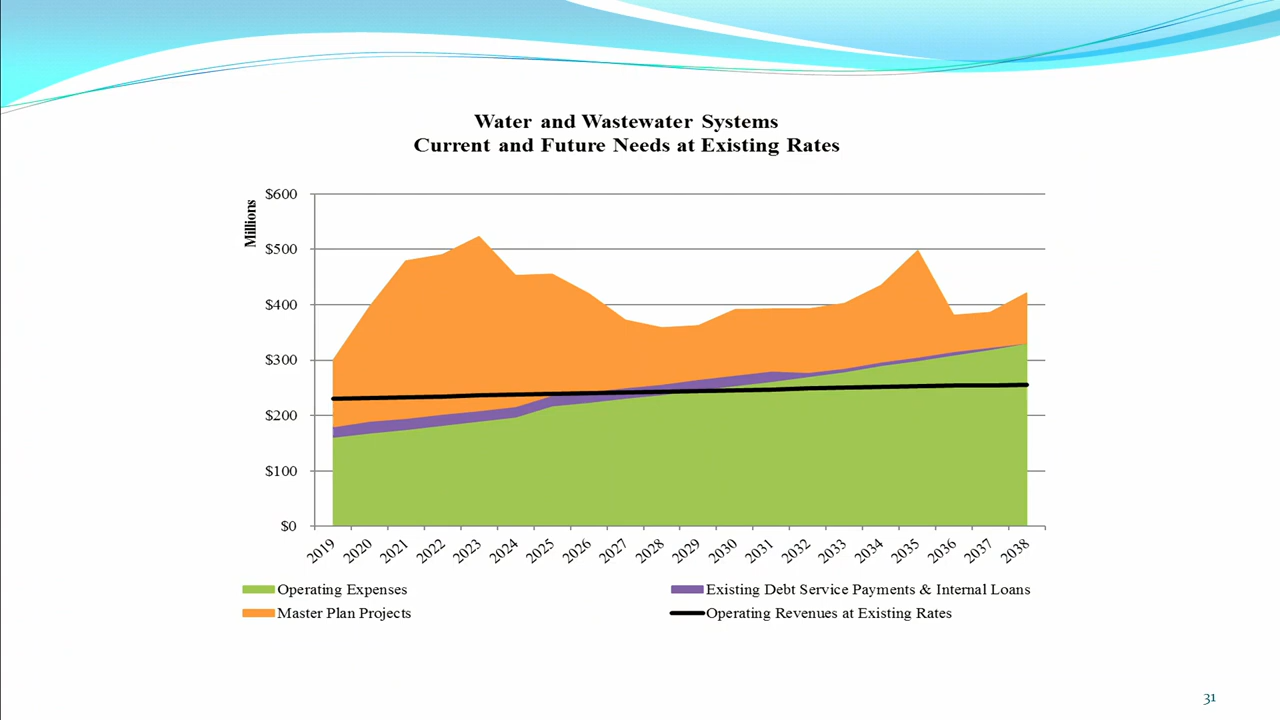 Water and Wastewater Systems
Current and Future Needs at Existing Rates
Millions
$600
$500
$400
$300
$200
$100
$0
2019 2020 2021 2022 2023 2024 2025 2026 2027 2028 2029 2030 2031 2032 2033 2034 2035 2036 2037 2038
Operating Expenses Existing Debt Service Payments & Internal Loans
Master Plan Projects Operating Revenues at Existing Rates
31